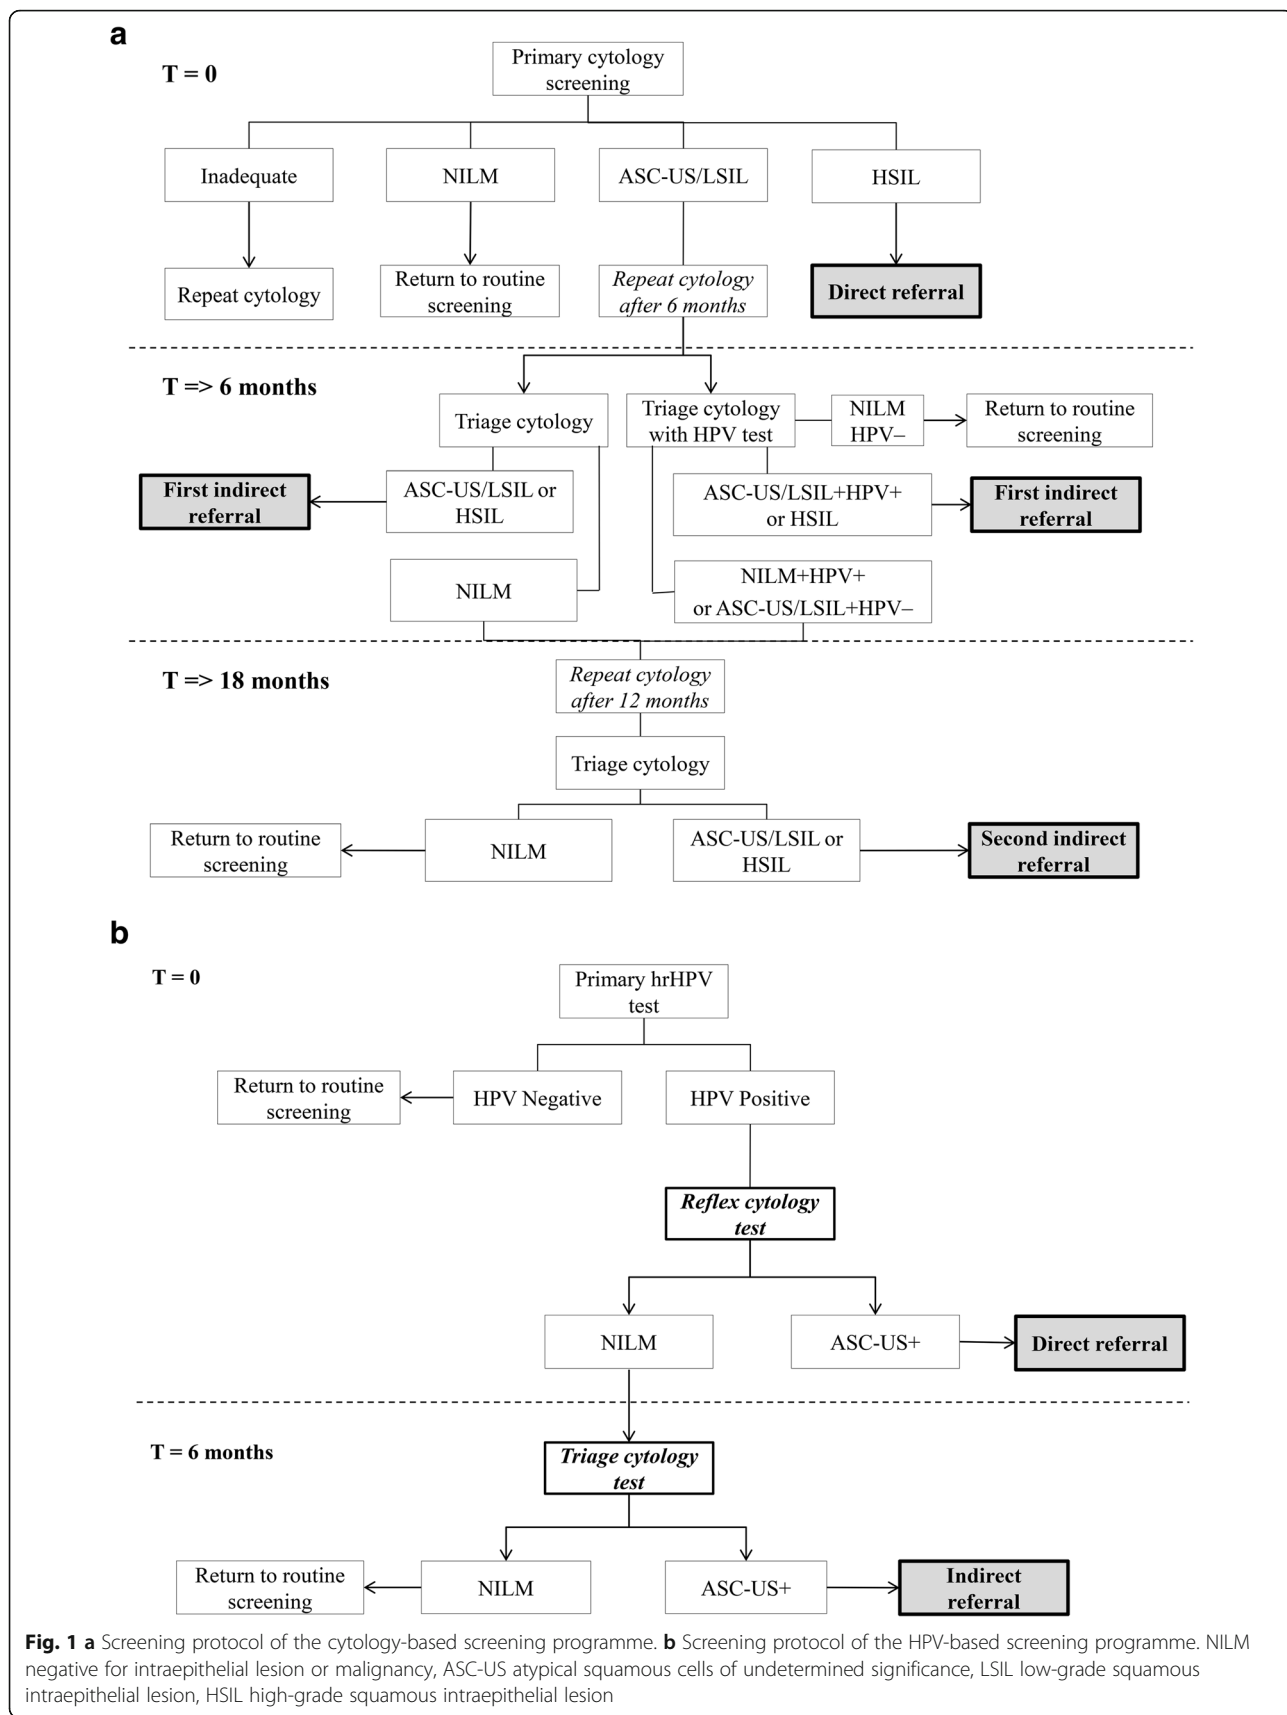 a
T = 0
Primary cytology
screening
Inadequate
NILM
ASC-US/LSIL
HSIL
Repeat cytology
Return to routine
screening
Repeat cytology
after 6 months
Direct referral
T => 6 months
Triage cytology
Triage cytology
with HPV test
NILM
HPV–
Return to routine
screening
First indirect
referral
ASC-US/LSIL or
HSIL
ASC-US/LSIL+HPV+
or HSIL
First indirect
referral
NILM
NILM+HPV+
or ASC-US/LSIL+HPV–
T => 18 months
Repeat cytology
after 12 months
Triage cytology
Return to routine
screening
NILM
ASC-US/LSIL or
HSIL
Second indirect
referral
b
T = 0
Primary hrHPV
test
Return to routine
screening
HPV Negative
HPV Positive
Reflex cytology
test
NILM
ASC-US+
Direct referral
T = 6 months
Triage cytology
test
Return to routine
screening
NILM
ASC-US+
Indirect
referral
Fig. 1 a Screening protocol of the cytology-based screening programme. b Screening protocol of the HPV-based screening programme. NILM
negative for intraepithelial lesion or malignancy, ASC-US atypical squamous cells of undetermined significance, LSIL low-grade squamous
intraepithelial lesion, HSIL high-grade squamous intraepithelial lesion